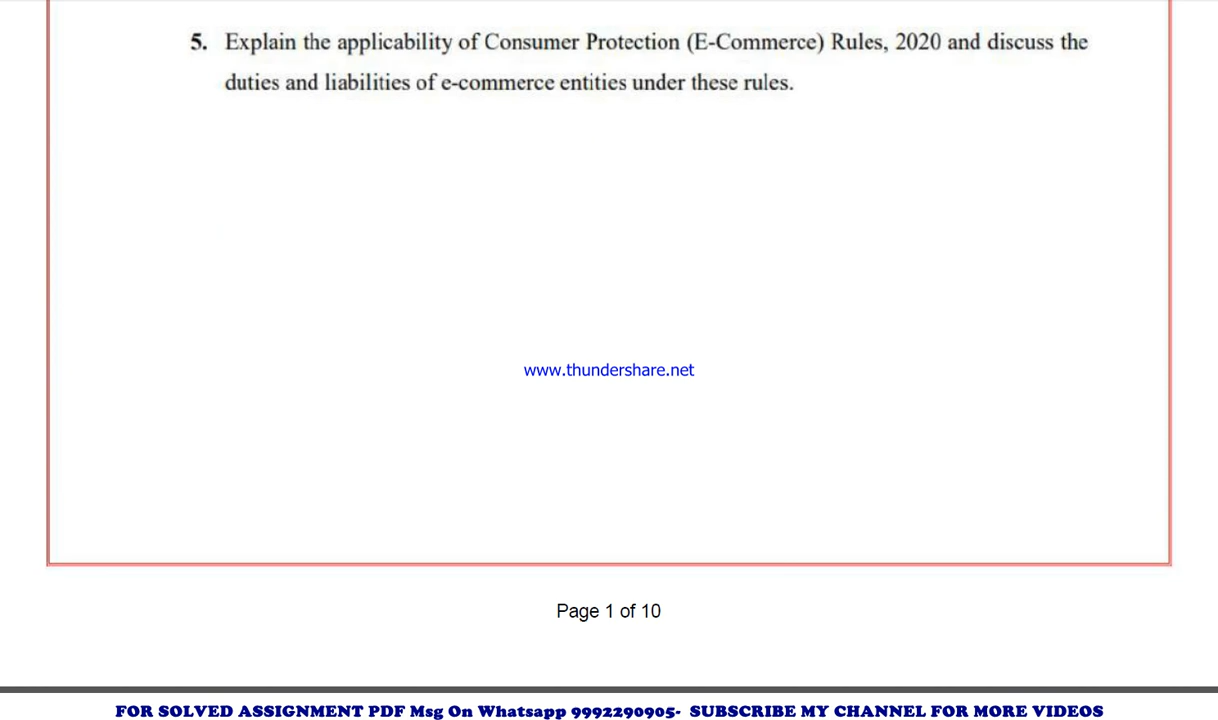 5. Explain the applicability of Consumer Protection (E-Commerce) Rules, 2020 and discuss the
duties and liabilities of e-commerce entities under these rules.
www.thundershare.net
Page 1 of 10
FOR SOLVED ASSIGNMENT PDF Msg On Whatsapp 9992290905- SUBSCRIBE MY CHANNEL FOR MORE VIDEOS